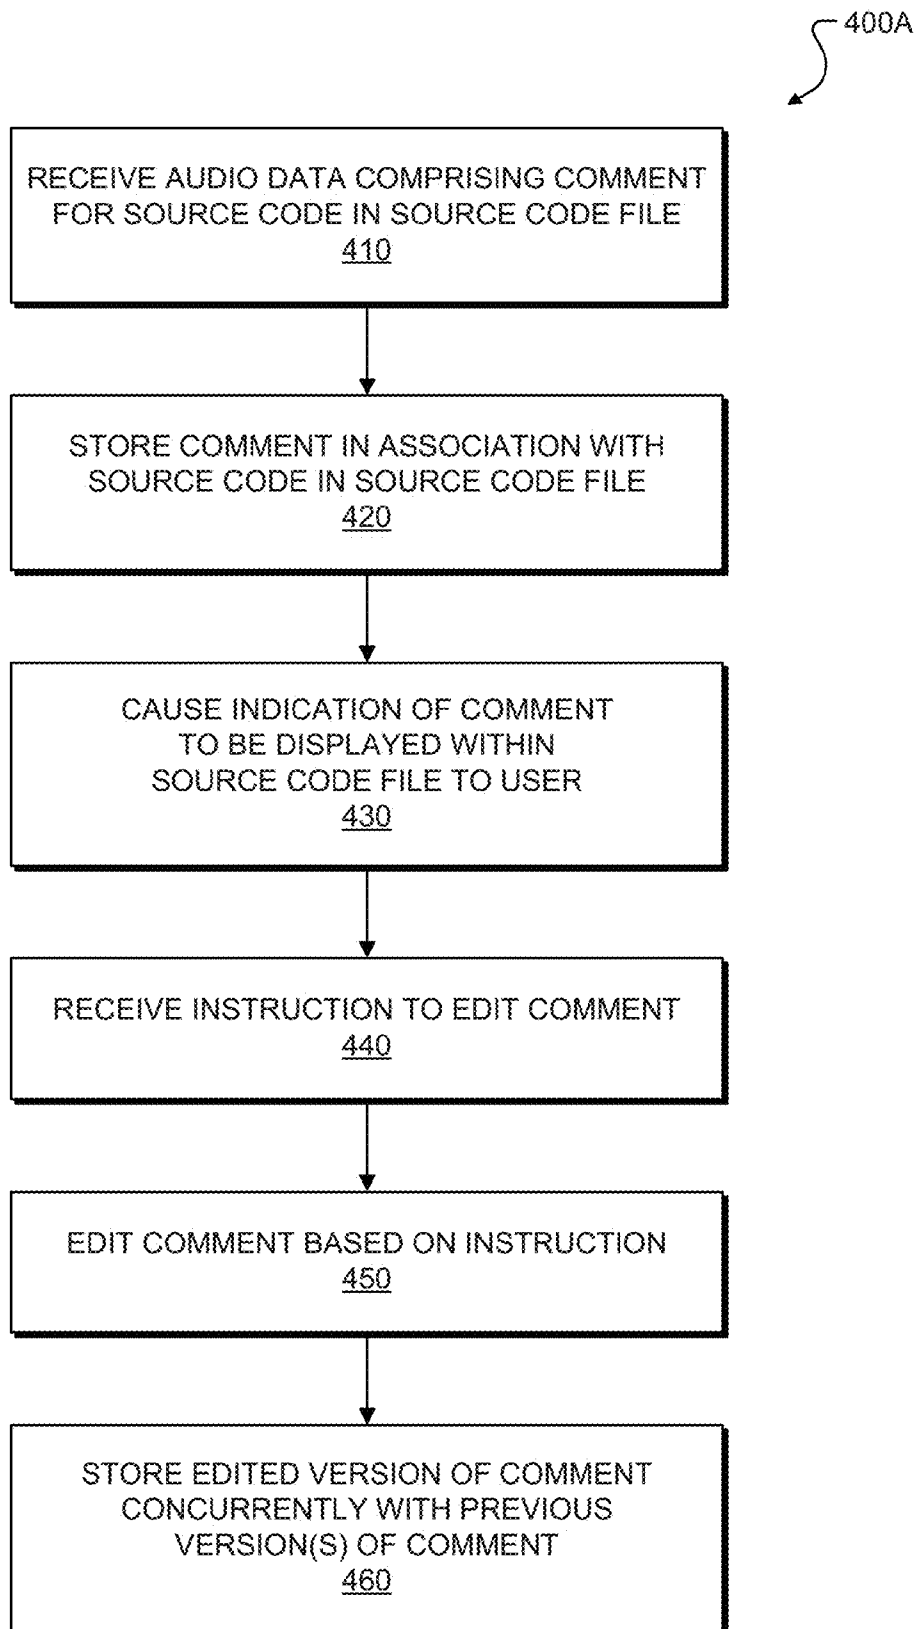 400A
RECEIVE AUDIO DATA COMPRISING COMMENT
FOR SOURCE CODE IN SOURCE CODE FILE
410
STORE COMMENT IN ASSOCIATION WITH
SOURCE CODE IN SOURCE CODE FILE
420
CAUSE INDICATION OF COMMENT
TO BE DISPLAYED WITHIN
SOURCE CODE FILE TO USER
430
RECEIVE INSTRUCTION TO EDIT COMMENT
440
EDIT COMMENT BASED ON INSTRUCTION
450
STORE EDITED VERSION OF COMMENT
CONCURRENTLY WITH PREVIOUS
VERSION(S) OF COMMENT
460